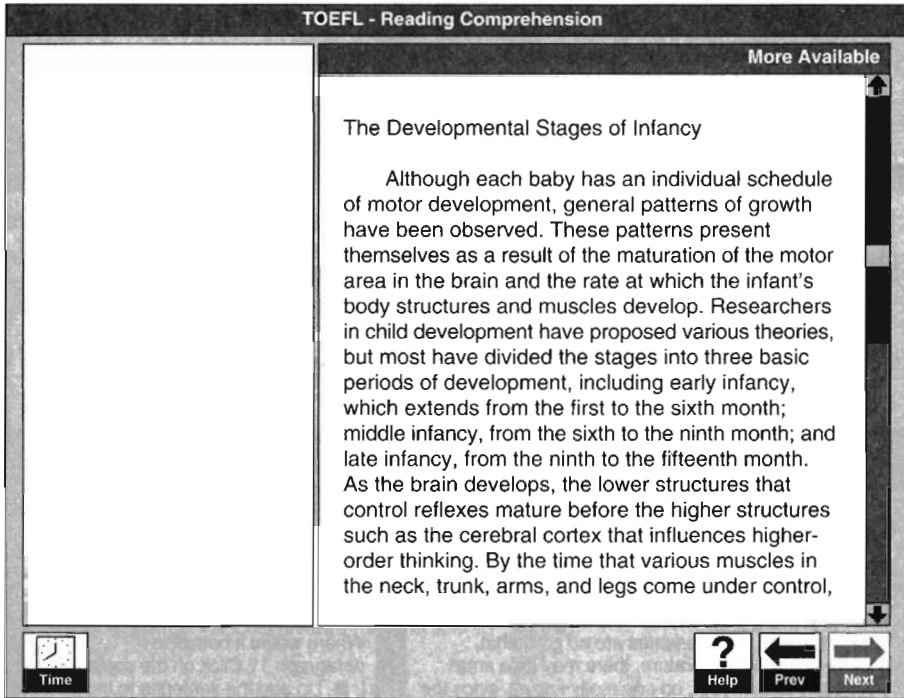 TOEFL - Reading Comprehension
More Available
The Developmental Stages of Infancy
Although each baby has an individual schedule
of motor development, general patterns of growth
have been observed. These patterns present
themselves as a result of the maturation of the motor
area in the brain and the rate at which the infant's
body structures and muscles develop. Researchers
in child development have proposed various theories,
but most have divided the stages into three basic
periods of development, including early infancy,
which extends from the first to the sixth month;
middle infancy, from the sixth to the ninth month; and
late infancy, from the ninth to the fifteenth month.
As the brain develops, the lower structures that
control reflexes mature before the higher structures
such as the cerebral cortex that influences higher-
order thinking. By the time that various muscles in
the neck, trunk, arms, and legs come under control,
Time
?
Help
Prev
Next